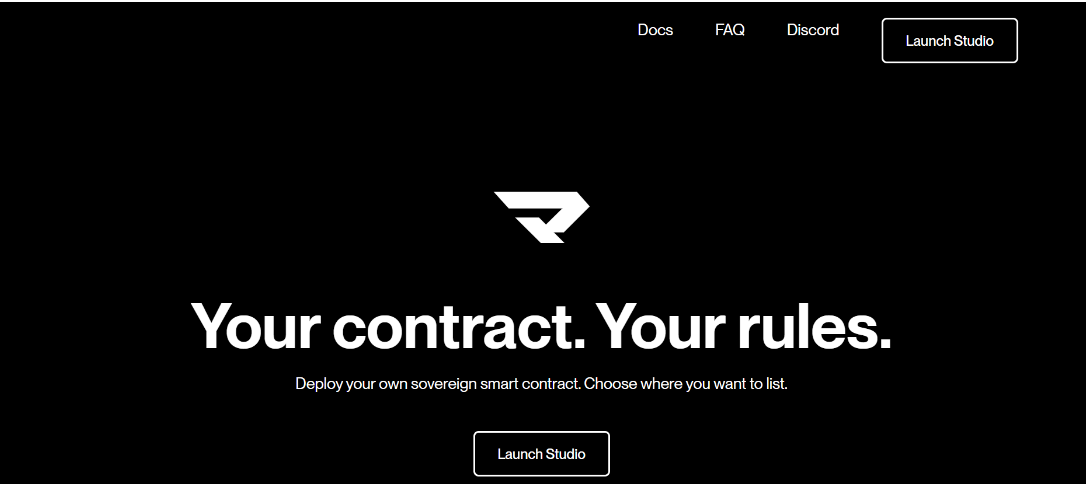 Docs FAQ Discord Launch Studio
Your contract. Your rules.
Deploy your own sovereign smart contract. Choose where you want to list.
Launch Studio